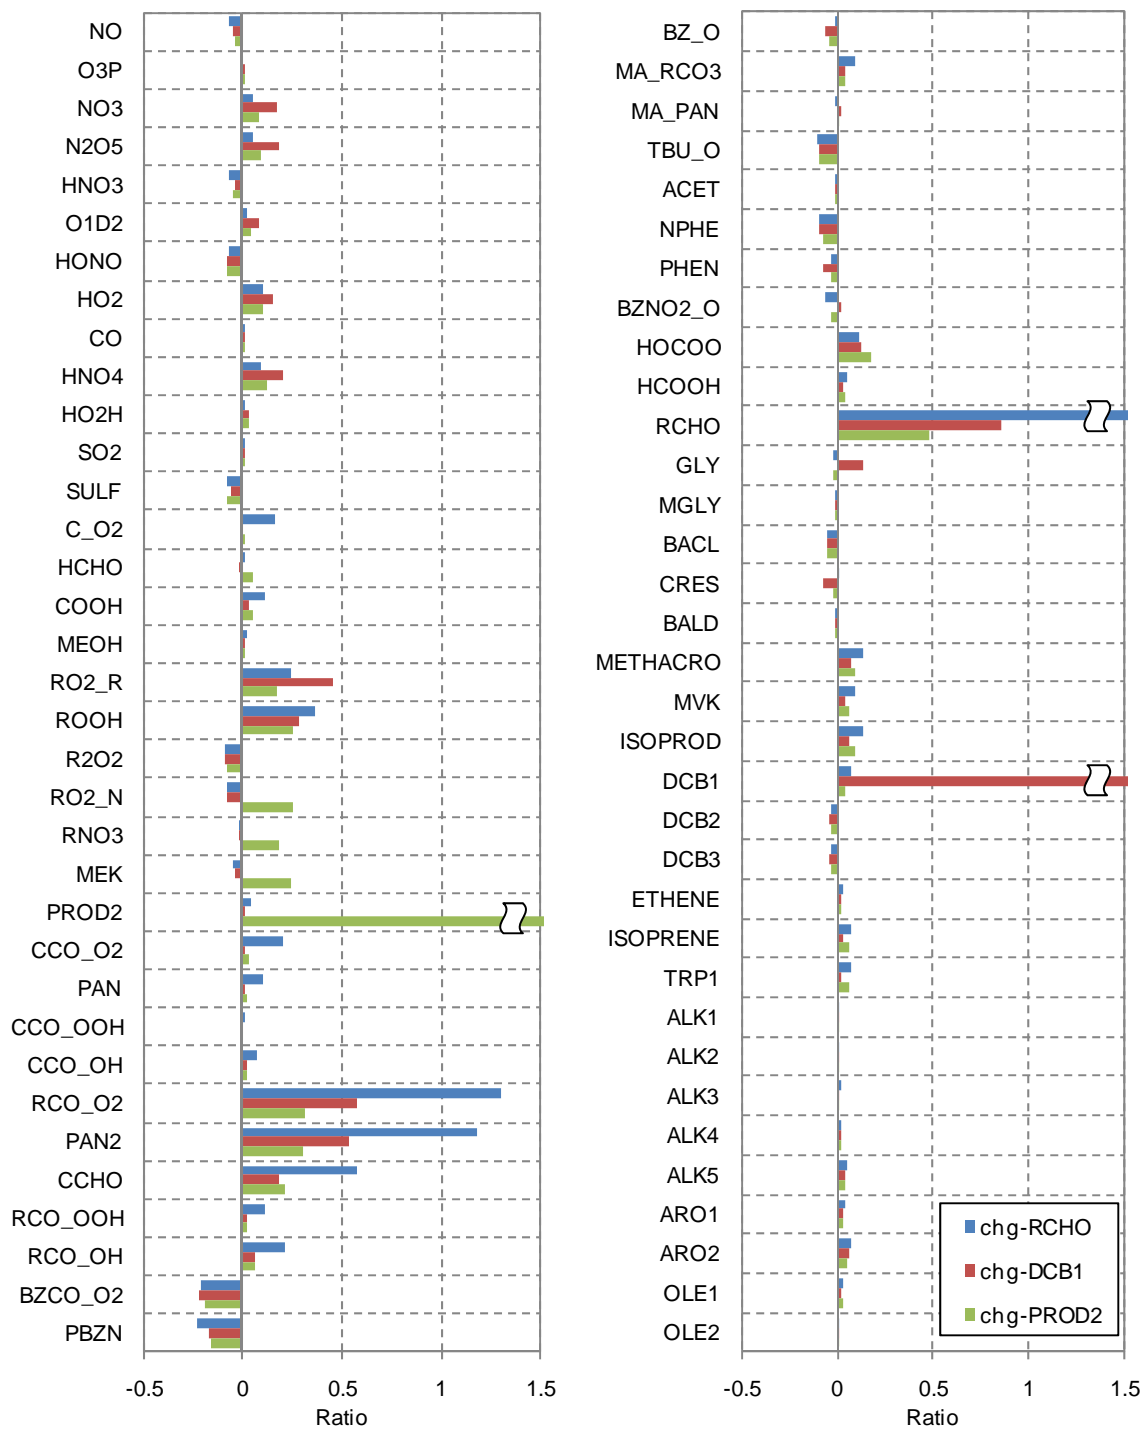 NO
O3P
NO3
N2O5
HNO3
O1D2
HONO
HO2
CO
HNO4
HO2H
SO2
SULF
C_O2
HCHO
COOH
MEOH
RO2_R
ROOH
R2O2
RO2_N
RNO3
MEK
PROD2
CCO_O2
PAN
CCO_OOH
CCO_OH
RCO_O2
PAN2
CCHO
RCO_OOH
RCO_OH
BZCO_O2
PBZN
-0.5 0 0.5 1 1.5
Ratio
BZ_O
MA_RCO3
MA_PAN
TBU_O
ACET
NPHE
PHEN
BZNO2_O
HOCOO
HCOOH
RCHO
GLY
MGLY
BACL
CRES
BALD
METHACRO
MVK
ISOPROD
DCB1
DCB2
DCB3
ETHENE
ISOPRENE
TRP1
ALK1
ALK2
ALK3
ALK4
ALK5
ARO1
ARO2
OLE1
OLE2
chg-RCHO
chg-DCB1
chg-PROD2
-0.5 0 0.5 1 1.5
Ratio